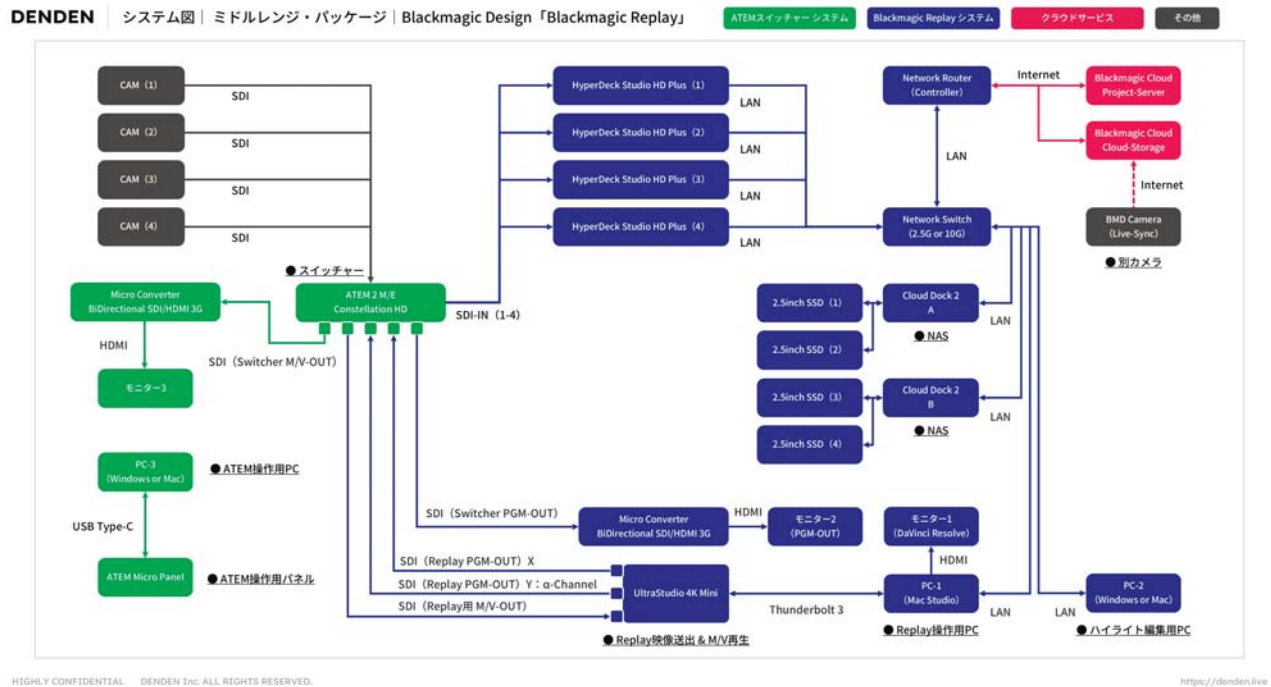 DENDEN
システム図｜ ミドルレンジ・パッケージ｜Blackmagic Design「Blackmagic Replay」
ATEMスイッチャー システム
Blackmagic Replay システム
クラウドサービス
その他
CAM（1）
SDI
CAM（2）
SDI
CAM（3）
SDI
CAM（4）
SDI
HyperDeck Studio HD Plus（1）
LAN
HyperDeck Studio HD Plus（2）
LAN
HyperDeck Studio HD Plus（3）
LAN
HyperDeck Studio HD Plus（4）
LAN
Network Router
（Controller）
Internet
Blackmagic Cloud
Project-Server
Blackmagic Cloud
Cloud-Storage
LAN
Internet
Network Switch
（2.5G or 10G）
BMD Camera
（Live-Sync）
● 別カメラ
● スイッチャー
Micro Converter
BiDirectional SDI/HDMI 3G
ATEM 2 M/E
Constellation HD
SDI-IN（1-4）
HDMI
SDI（Switcher M/V-OUT）
モニター3
2.5inch SSD（1）
Cloud Dock 2
A
LAN
● NAS
2.5inch SSD（2）
2.5inch SSD（3）
Cloud Dock 2
B
LAN
● NAS
2.5inch SSD（4）
PC-3
（Windows or Mac）
● ATEM操作用PC
USB Type-C
ATEM Micro Panel
● ATEM操作用パネル
SDI（Switcher PGM-OUT）
Micro Converter
BiDirectional SDI/HDMI 3G
HDMI
モニター2
（PGM-OUT）
モニター1
（DaVinci Resolve）
HDMI
SDI（Replay PGM-OUT）X
SDI（Replay PGM-OUT）Y：α-Channel
SDI（Replay用 M/V-OUT）
UltraStudio 4K Mini
Thunderbolt 3
PC-1
（Mac Studio）
LAN
LAN
PC-2
（Windows or Mac）
● Replay映像送出 & M/V再生
● Replay操作用PC
● ハイライト編集用PC
HIGHLY CONFIDENTIAL DENDEN Inc. ALL RIGHTS RESERVED.
https://denden.live